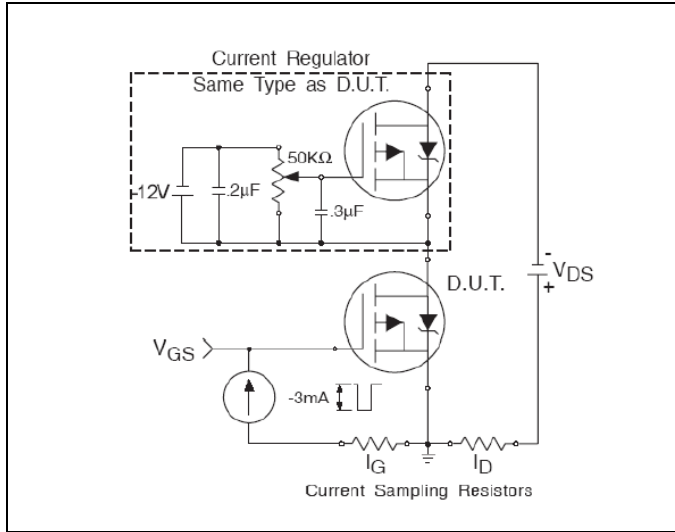 Current Regulator
Same Type as D.U.T.
50KΩ
-12V
.2µF
.3µF
D.U.T.
-
+
VDS
VGS
-3mA
IG
ID
Current Sampling Resistors